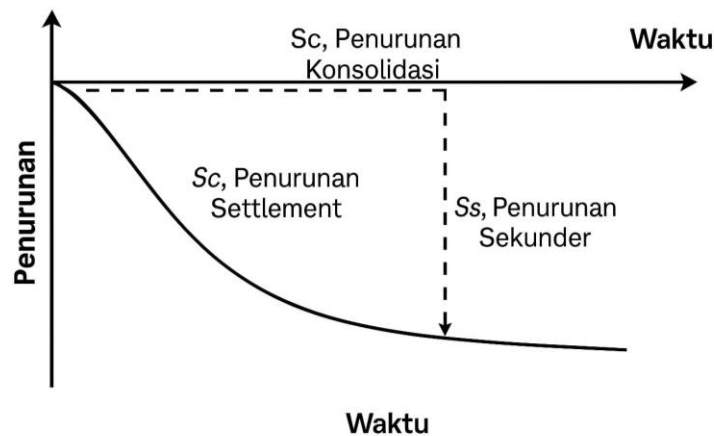 Sc, Penurunan
Konsolidasi
Waktu
Penurunan
Sc, Penurunan
Settlement
Ss, Penurunan
Sekunder
Waktu